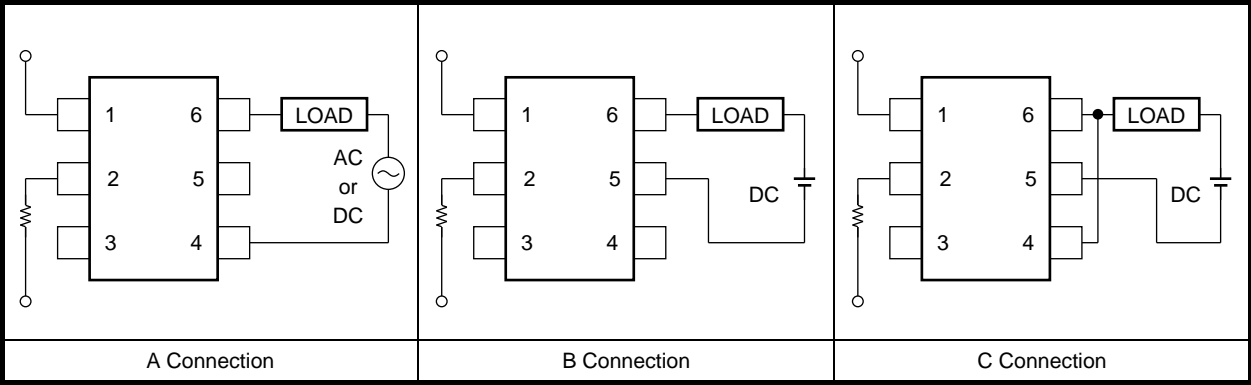 1 6 LOAD
2 5 AC
or
DC
3 4
A Connection
1 6 LOAD
2 5 DC
3 4
B Connection
1 6 LOAD
2 5 DC
3 4
C Connection